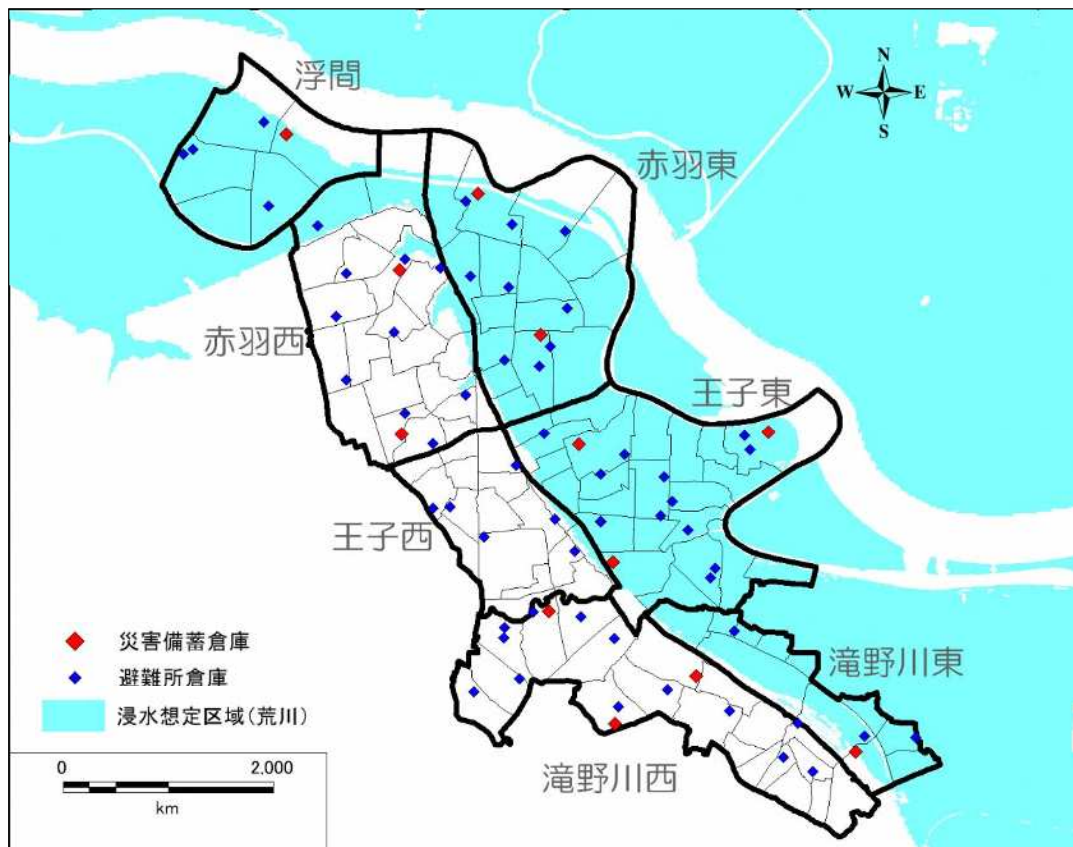 浮間
N
W E
S
赤羽東
赤羽西
王子東
王子西
災害備蓄倉庫
避難所倉庫
滝野川東
浸水想定区域(荒川)
滝野川西
0 2,000
km